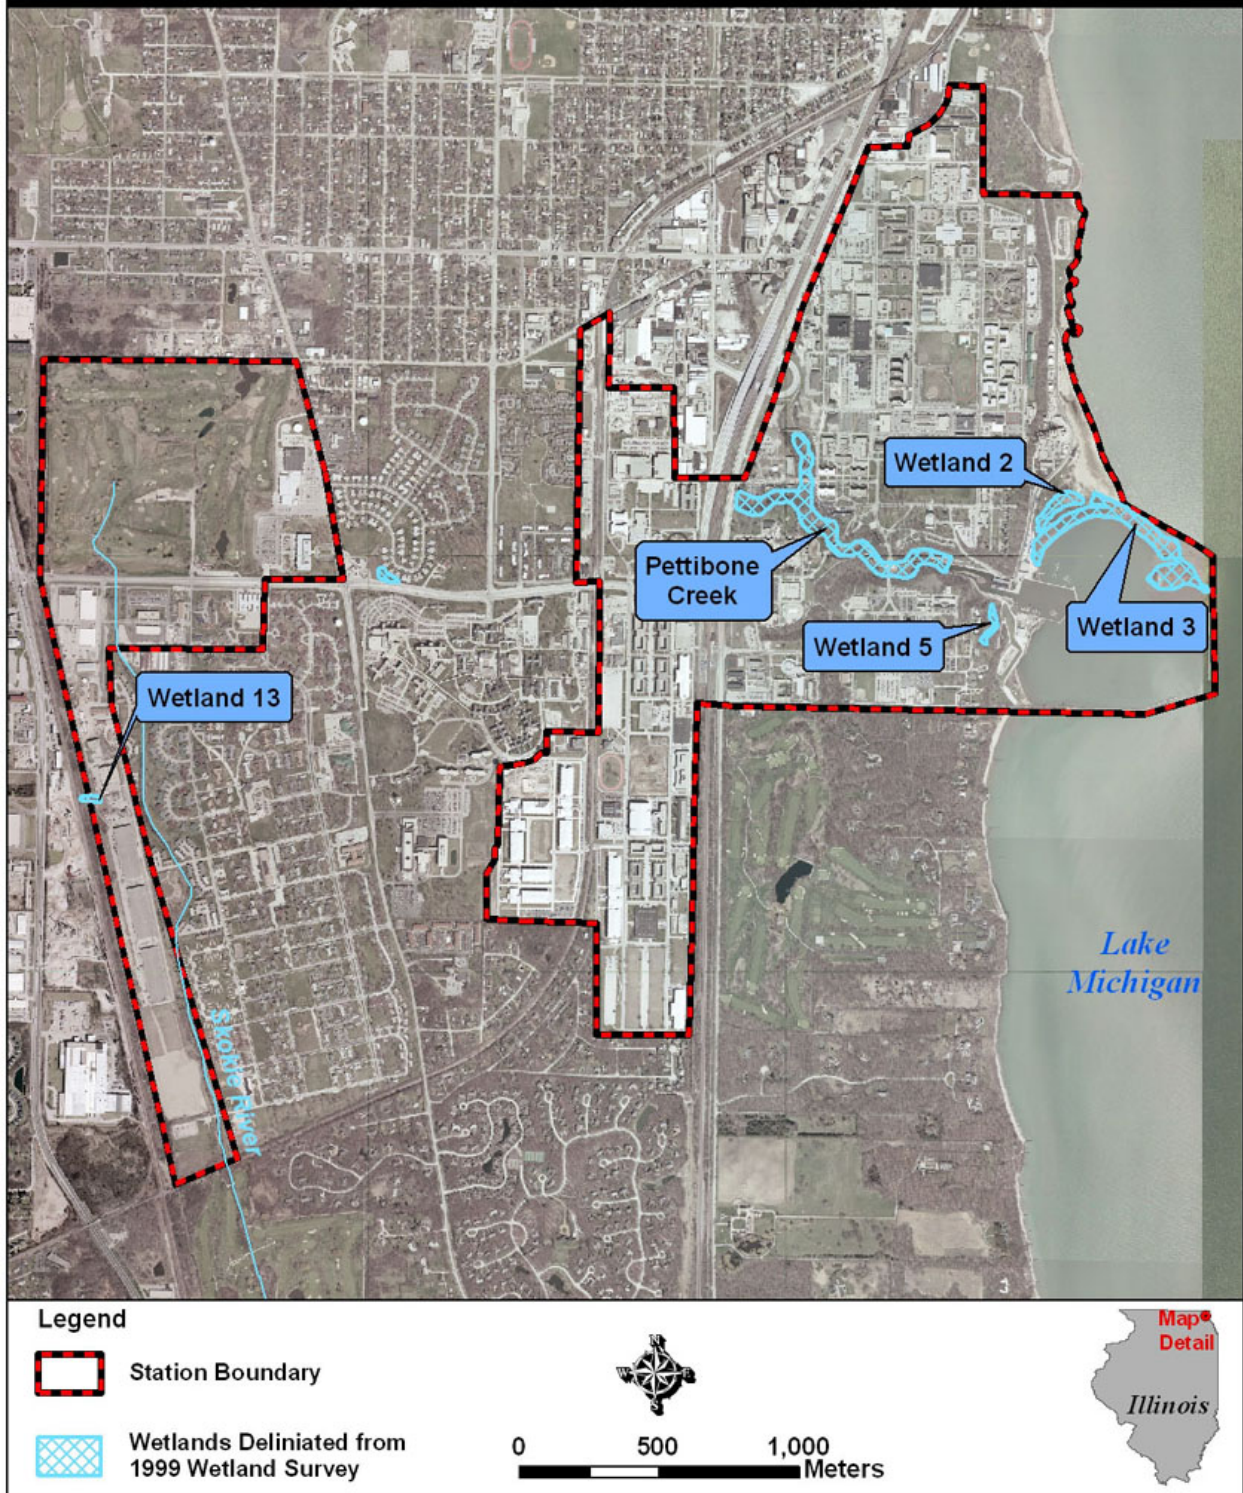 Wetland 2
Pettibone
Creek
Wetland 5
Wetland 3
Wetland 13
Lake
Michigan
Skokie River
Legend
Station Boundary
Wetlands Deliniated from
1999 Wetland Survey
N
W
E
S
0 500 1,000
Meters
Map
Detail
Illinois